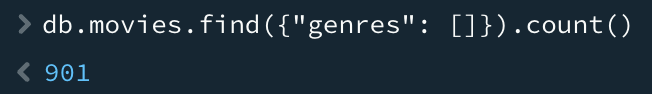 > db.movies.find({"genres": []}).count()
< 901